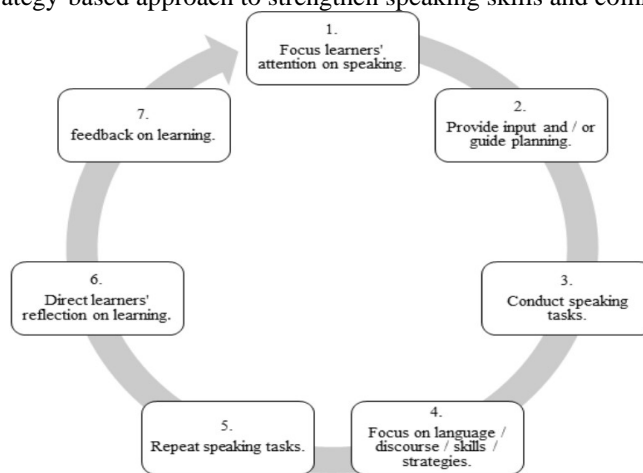 ategy-based approach to strengthen speaking skills and com
1.
Focus learners'
attention on speaking.
2.
Provide input and / or
guide planning.
3.
Conduct speaking
tasks.
4.
Focus on language /
discourse / skills /
strategies.
5.
Repeat speaking tasks.
6.
Direct learners'
reflection on learning.
7.
feedback on learning.